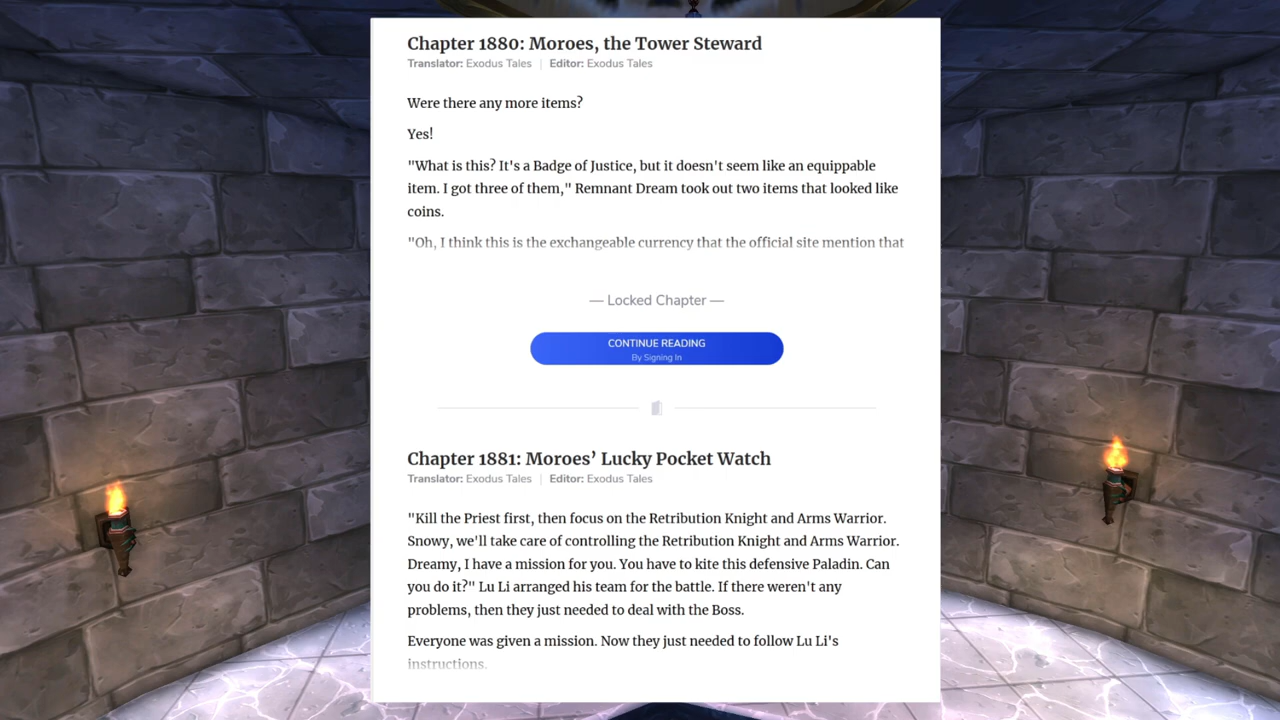 Chapter 1880: Moroes, the Tower Steward
Translator: Exodus Tales | Editor: Exodus Tales
Were there any more items?
Yes!
"What is this? It's a Badge of Justice, but it doesn't seem like an equippable
item. I got three of them," Remnant Dream took out two items that looked like
coins.
"Oh, I think this is the exchangeable currency that the official site mention that
— Locked Chapter —
CONTINUE READING
By Signing In
Chapter 1881: Moroes’ Lucky Pocket Watch
Translator: Exodus Tales | Editor: Exodus Tales
"Kill the Priest first, then focus on the Retribution Knight and Arms Warrior.
Snowy, we'll take care of controlling the Retribution Knight and Arms Warrior.
Dreamy, I have a mission for you. You have to kite this defensive Paladin. Can
you do it?" Lu Li arranged his team for the battle. If there weren't any
problems, then they just needed to deal with the Boss.
Everyone was given a mission. Now they just needed to follow Lu Li's
instructions.